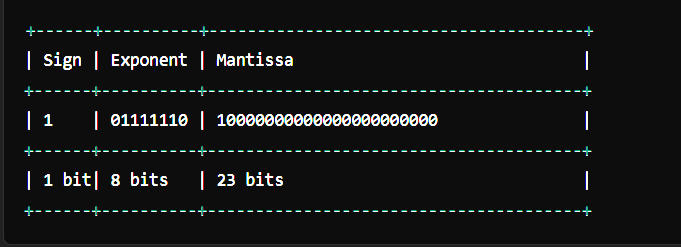 +------+----------+-----------------------------------+
| Sign | Exponent | Mantissa                          |
+------+----------+-----------------------------------+
| 1    | 01111110 | 10000000000000000000000           |
+------+----------+-----------------------------------+
| 1 bit| 8 bits   | 23 bits                           |
+------+----------+-----------------------------------+